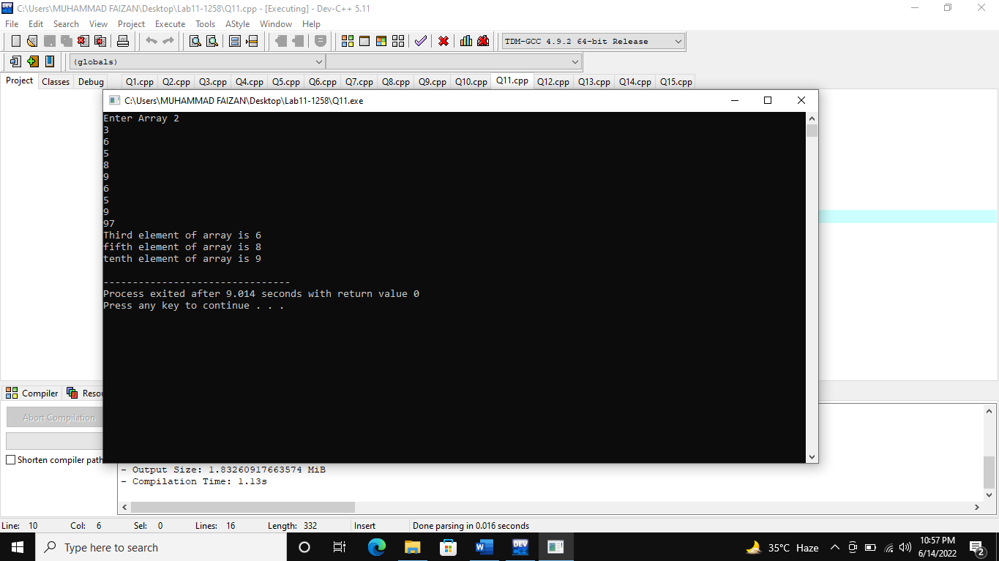 C:\Users\MUHAMMAD FAIZAN\Desktop\Lab11-1258\Q11.cpp - [Executing] - Dev-C++ 5.11
File Edit Search View Project Execute Tools AStyle Window Help
TDM-GCC 4.9.2 64-bit Release
(globals)
Project Classes Debug Q1.cpp Q2.cpp Q3.cpp Q4.cpp Q5.cpp Q6.cpp Q7.cpp Q8.cpp Q9.cpp Q10.cpp Q11.cpp Q12.cpp Q13.cpp Q14.cpp Q15.cpp
C:\Users\MUHAMMAD FAIZAN\Desktop\Lab11-1258\Q11.exe
Enter Array 2
3
6
5
8
9
6
5
9
97
Third element of array is 6
fifth element of array is 8
tenth element of array is 9
--------------------------------
Process exited after 9.014 seconds with return value 0
Press any key to continue . . .
Compiler Resou
Abort Compilation
Shorten compiler path
- Output Size: 1.83260917663574 MiB
- Compilation Time: 1.13s
Line: 10 Col: 6 Sel: 0 Lines: 16 Length: 332 Insert Done parsing in 0.016 seconds
Type here to search
35°C Haze
10:57 PM
6/14/2022
2